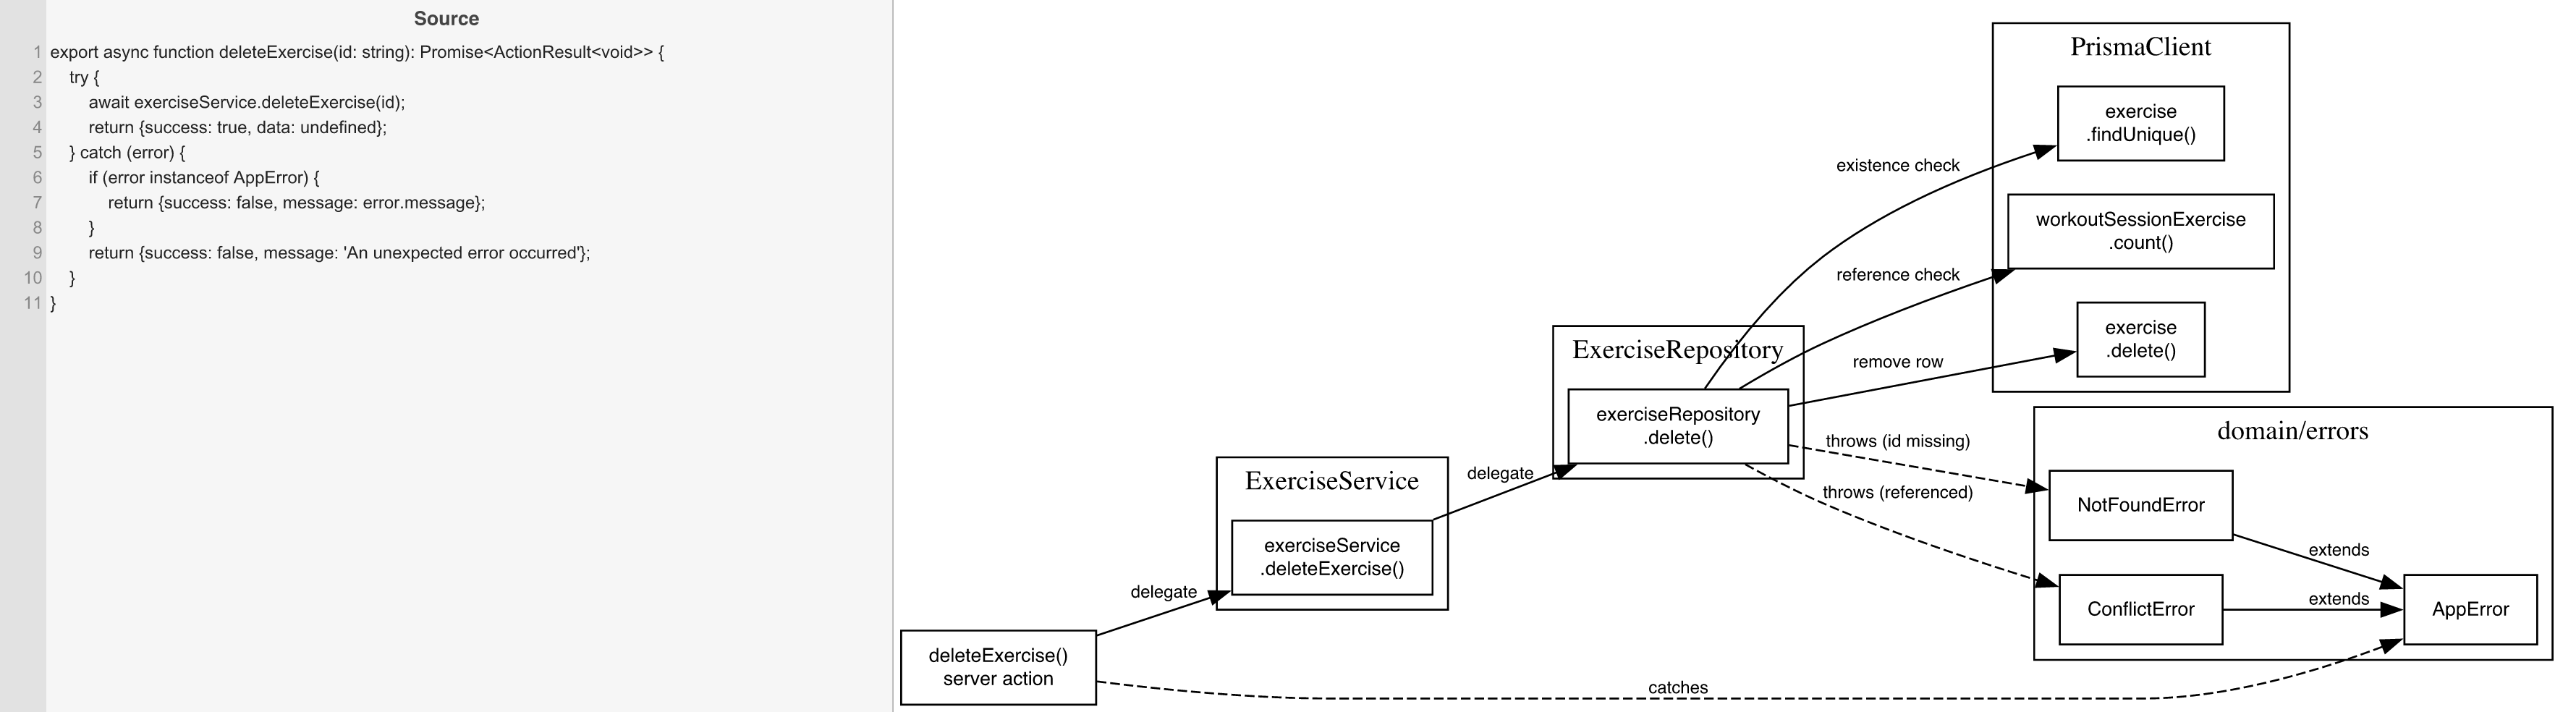 Source
1 export async function deleteExercise(id: string): Promise<ActionResult<void>> {
2 try {
3 await exerciseService.deleteExercise(id);
4 return {success: true, data: undefined};
5 } catch (error) {
6 if (error instanceof AppError) {
7 return {success: false, message: error.message};
8 }
9 return {success: false, message: 'An unexpected error occurred'};
10 }
11 }
PrismaClient
exercise
.findUnique()
existence check
workoutSessionExercise
.count()
reference check
exercise
.delete()
remove row
ExerciseRepository
exerciseRepository
.delete()
domain/errors
throws (id missing)
throws (referenced)
NotFoundError
extends
ConflictError
extends
AppError
ExerciseService
delegate
exerciseService
.deleteExercise()
delegate
deleteExercise()
server action
catches